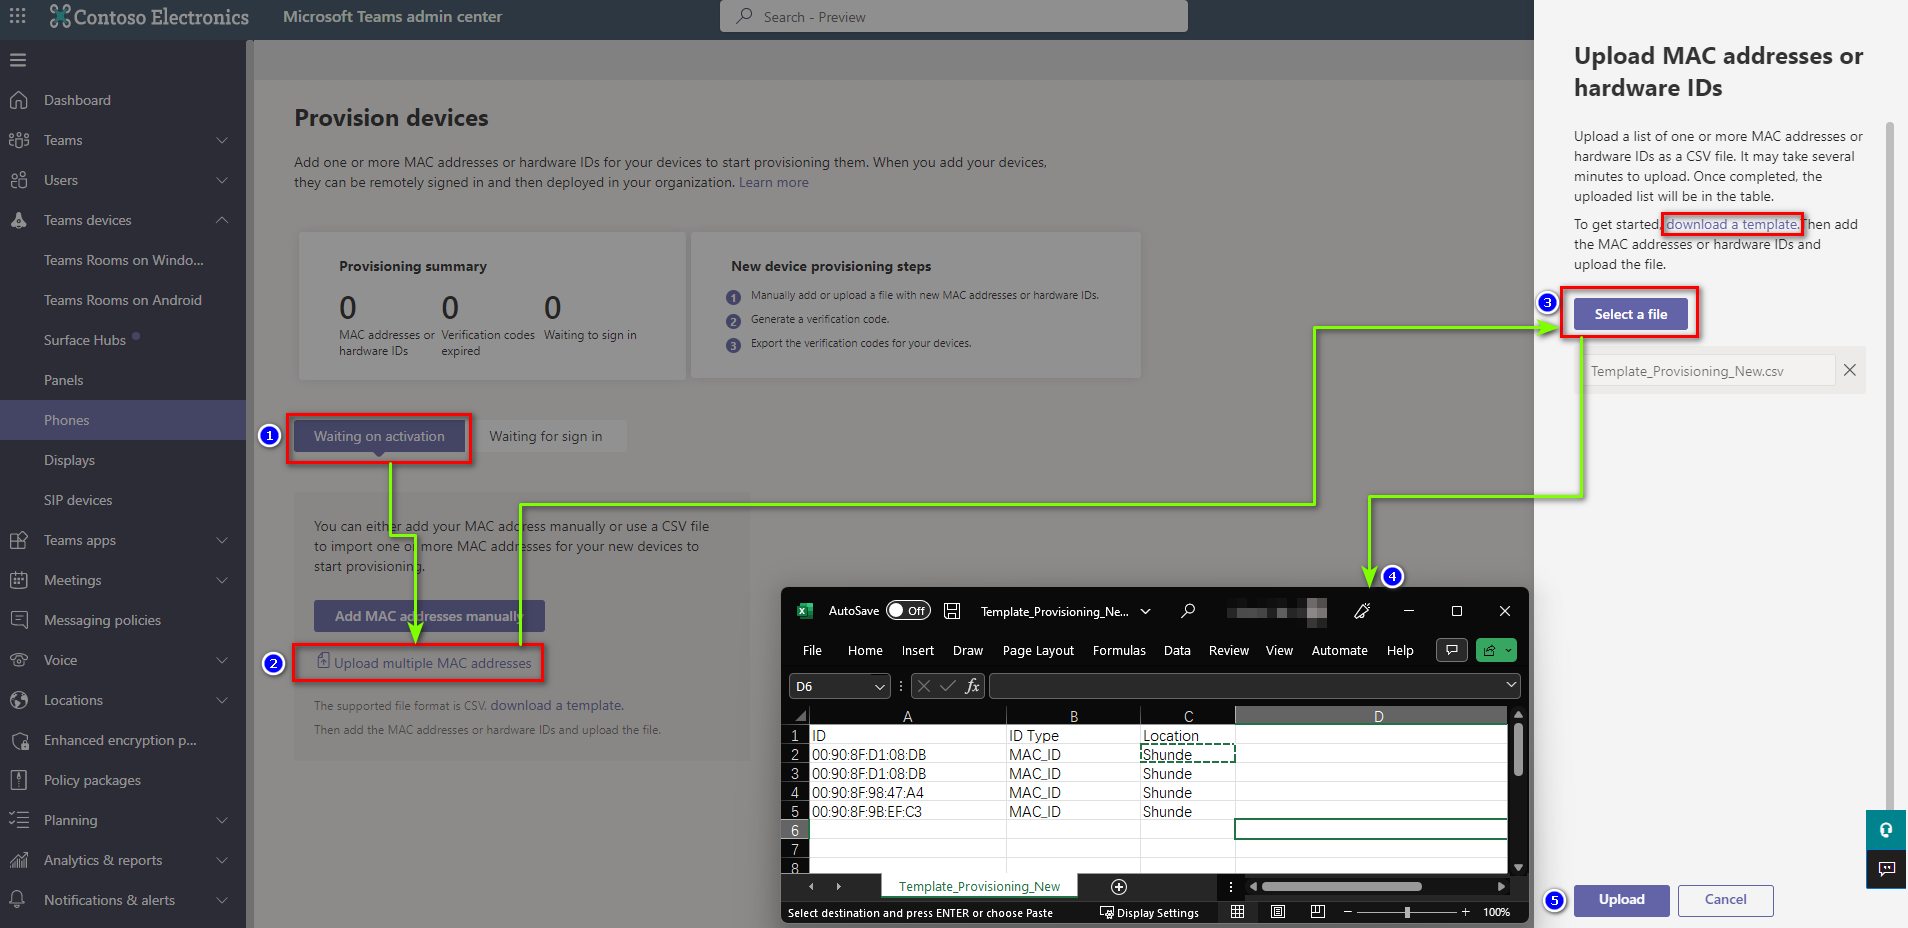 Contoso Electronics
Microsoft Teams admin center
Search - Preview
Dashboard
Teams
Users
Teams devices
Teams Rooms on Windo...
Teams Rooms on Android
Surface Hubs
Panels
Phones
Displays
SIP devices
Teams apps
Meetings
Messaging policies
Voice
Locations
Enhanced encryption p...
Policy packages
Planning
Analytics & reports
Notifications & alerts
Provision devices
Add one or more MAC addresses or hardware IDs for your devices to start provisioning them. When you add your devices,
they can be remotely signed in and then deployed in your organization. Learn more
Provisioning summary
0 0 0
MAC addresses or Verification codes Waiting to sign in
hardware IDs expired
New device provisioning steps
1 Manually add or upload a file with new MAC addresses or hardware IDs.
2 Generate a verification code.
3 Export the verification codes for your devices.
1
Waiting on activation
Waiting for sign in
You can either add your MAC address manually or use a CSV file
to import one or more MAC addresses for your new devices to
start provisioning.
Add MAC addresses manually
2
Upload multiple MAC addresses
The supported file format is CSV. download a template.
Then add the MAC addresses or hardware IDs and upload the file.
4
AutoSave Off Template_Provisioning_Ne...
File Home Insert Draw Page Layout Formulas Data Review View Automate Help
D6 fx
A B C D
1 ID ID Type Location
2 00:90:8F:D1:08:DB MAC_ID Shunde
3 00:90:8F:D1:08:DB MAC_ID Shunde
4 00:90:8F:98:47:A4 MAC_ID Shunde
5 00:90:8F:9B:EF:C3 MAC_ID Shunde
6
7
8
Template_Provisioning_New
Select destination and press ENTER or choose Paste Display Settings 100%
Upload MAC addresses or
hardware IDs
Upload a list of one or more MAC addresses or
hardware IDs as a CSV file. It may take several
minutes to upload. Once completed, the
uploaded list will be in the table.
To get started, download a template. Then add
the MAC addresses or hardware IDs and
upload the file.
3
Select a file
Template_Provisioning_New.csv
5
Upload
Cancel